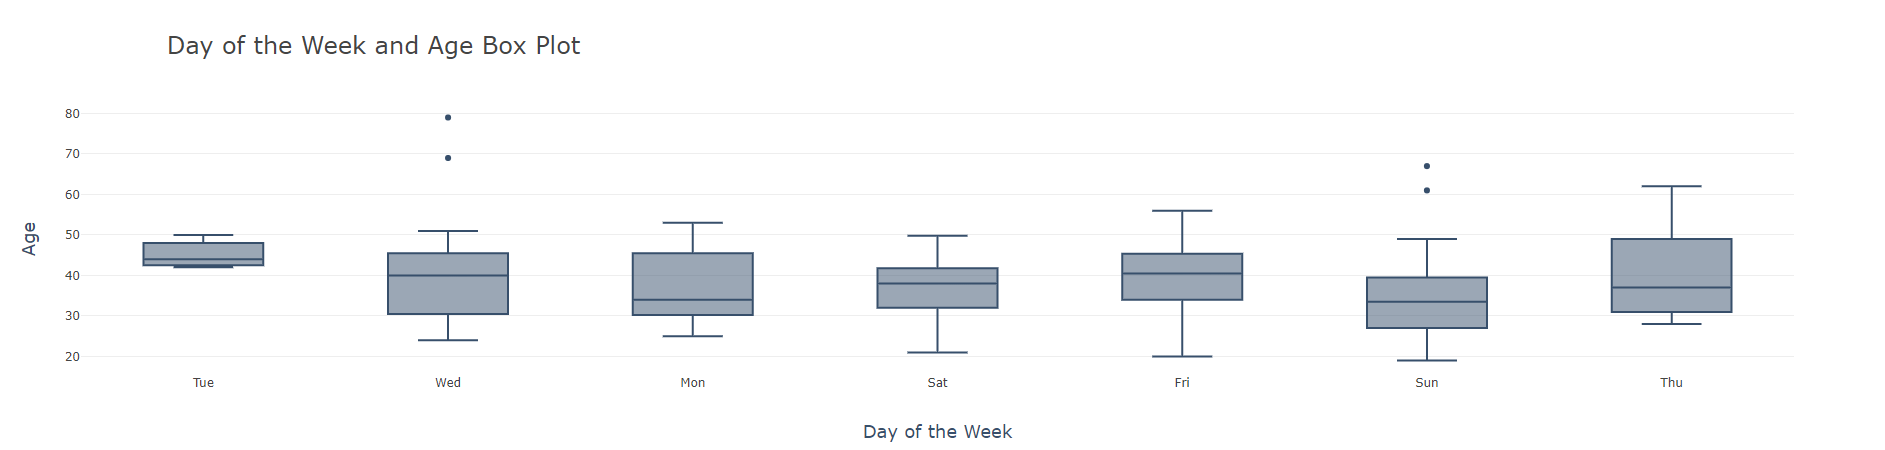 Day of the Week and Age Box Plot
80
70
60
50
40
30
20
Age
Tue Wed Mon Sat Fri Sun Thu
Day of the Week